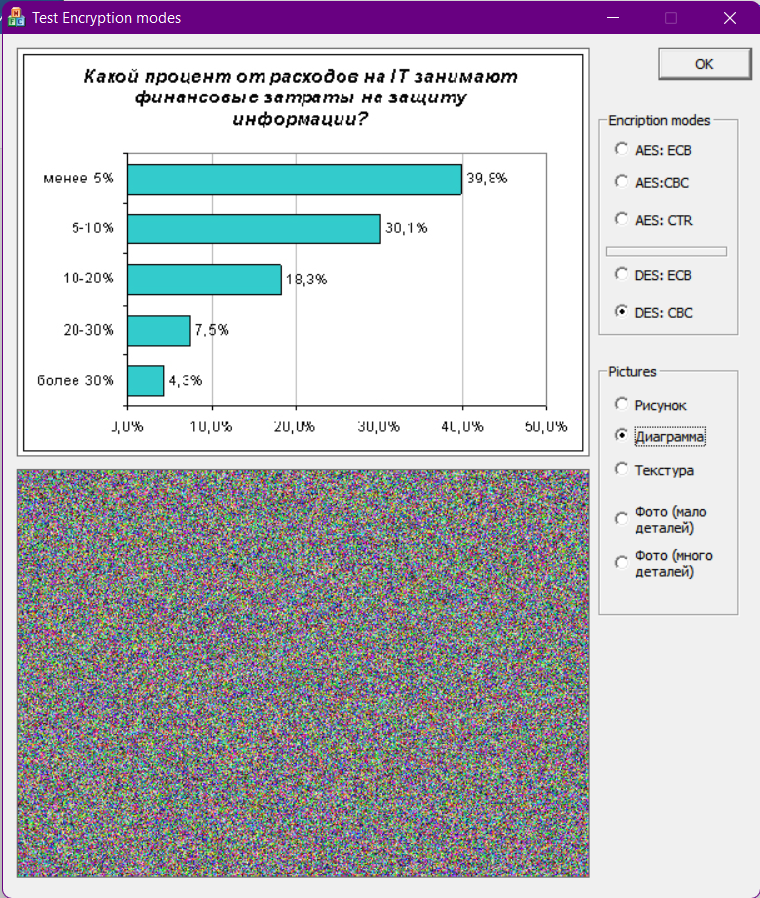 Test Encryption modes
Какой процент от расходов на IT занимают
финансовые затраты на защиту
информации?
менее 5%
39,8%
5-10%
30,1%
10-20%
18,3%
20-30%
7,5%
более 30%
4,3%
0,0%
10,0%
20,0%
30,0%
40,0%
50,0%
OK
Encription modes
AES: ECB
AES:CBC
AES: CTR
DES: ECB
DES: CBC
Pictures
Рисунок
Диаграмма
Текстура
Фото (мало
деталей)
Фото (много
деталей)